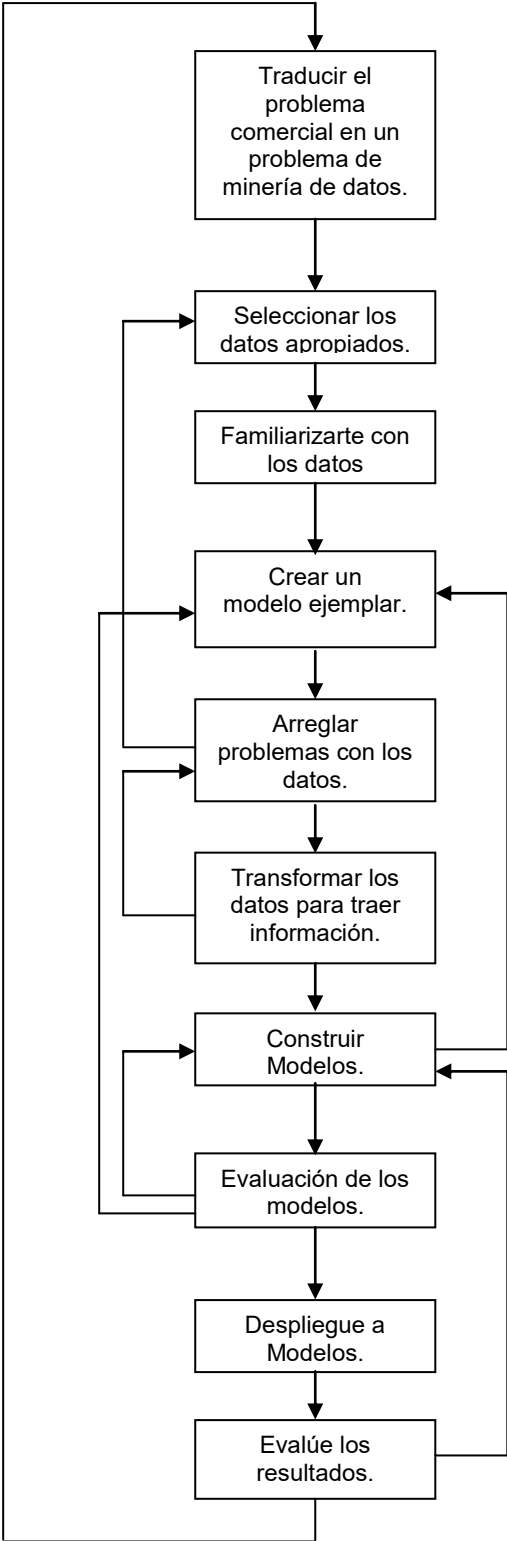 Traducir el
problema
comercial en un
problema de
minería de datos.
Seleccionar los
datos apropiados.
Familiarizarte con
los datos
Crear un
modelo ejemplar.
Arreglar
problemas con los
datos.
Transformar los
datos para traer
información.
Construir
Modelos.
Evaluación de los
modelos.
Despliegue a
Modelos.
Evalúe los
resultados.